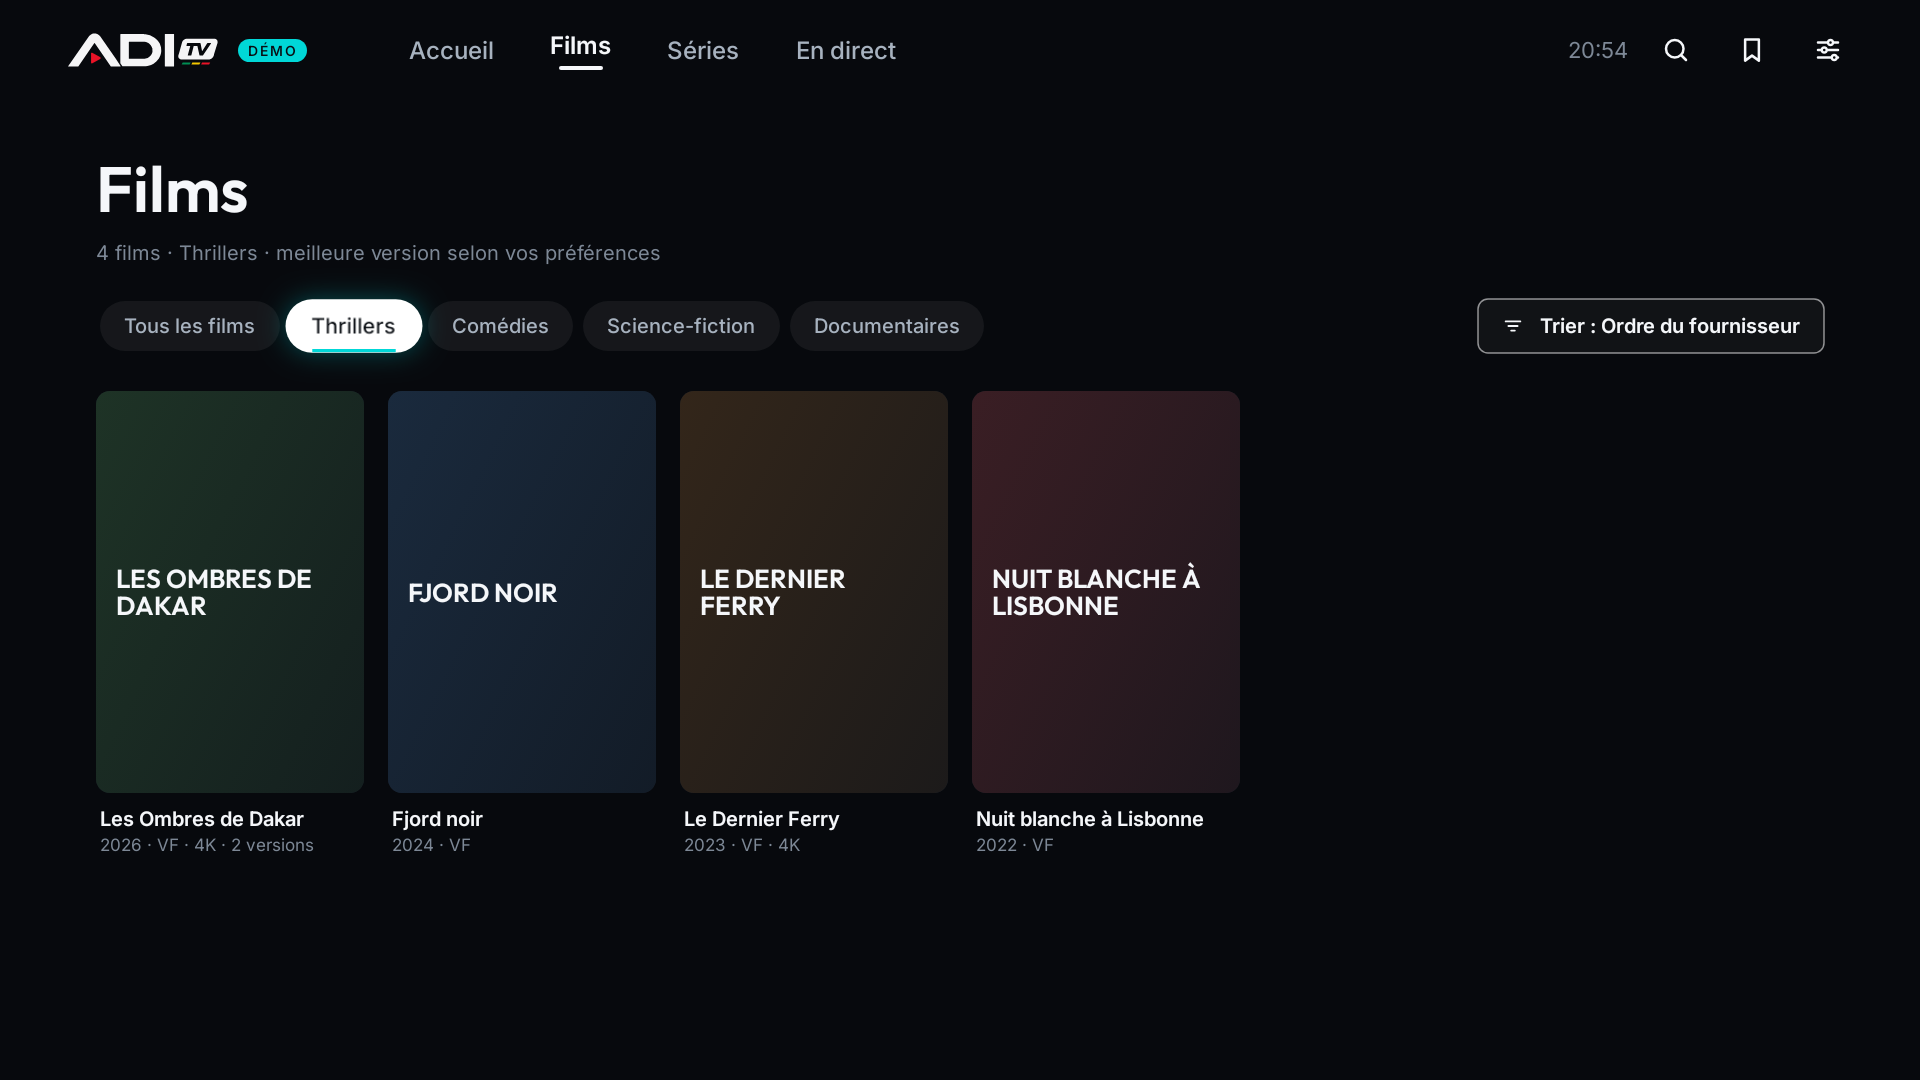 ADI TV DÉMO Accueil Films Séries En direct 20:54
Films
4 films · Thrillers · meilleure version selon vos préférences
Tous les films Thrillers Comédies Science-fiction Documentaires Trier : Ordre du fournisseur
LES OMBRES DE
DAKAR
FJORD NOIR
LE DERNIER
FERRY
NUIT BLANCHE À
LISBONNE
Les Ombres de Dakar
2026 · VF · 4K · 2 versions
Fjord noir
2024 · VF
Le Dernier Ferry
2023 · VF · 4K
Nuit blanche à Lisbonne
2022 · VF